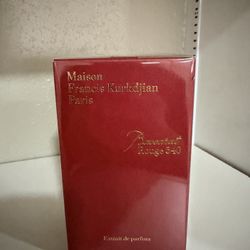 Maison
Francis Kurkdjian
Paris
Baccarat
Rouge 540
Extrait de parfum